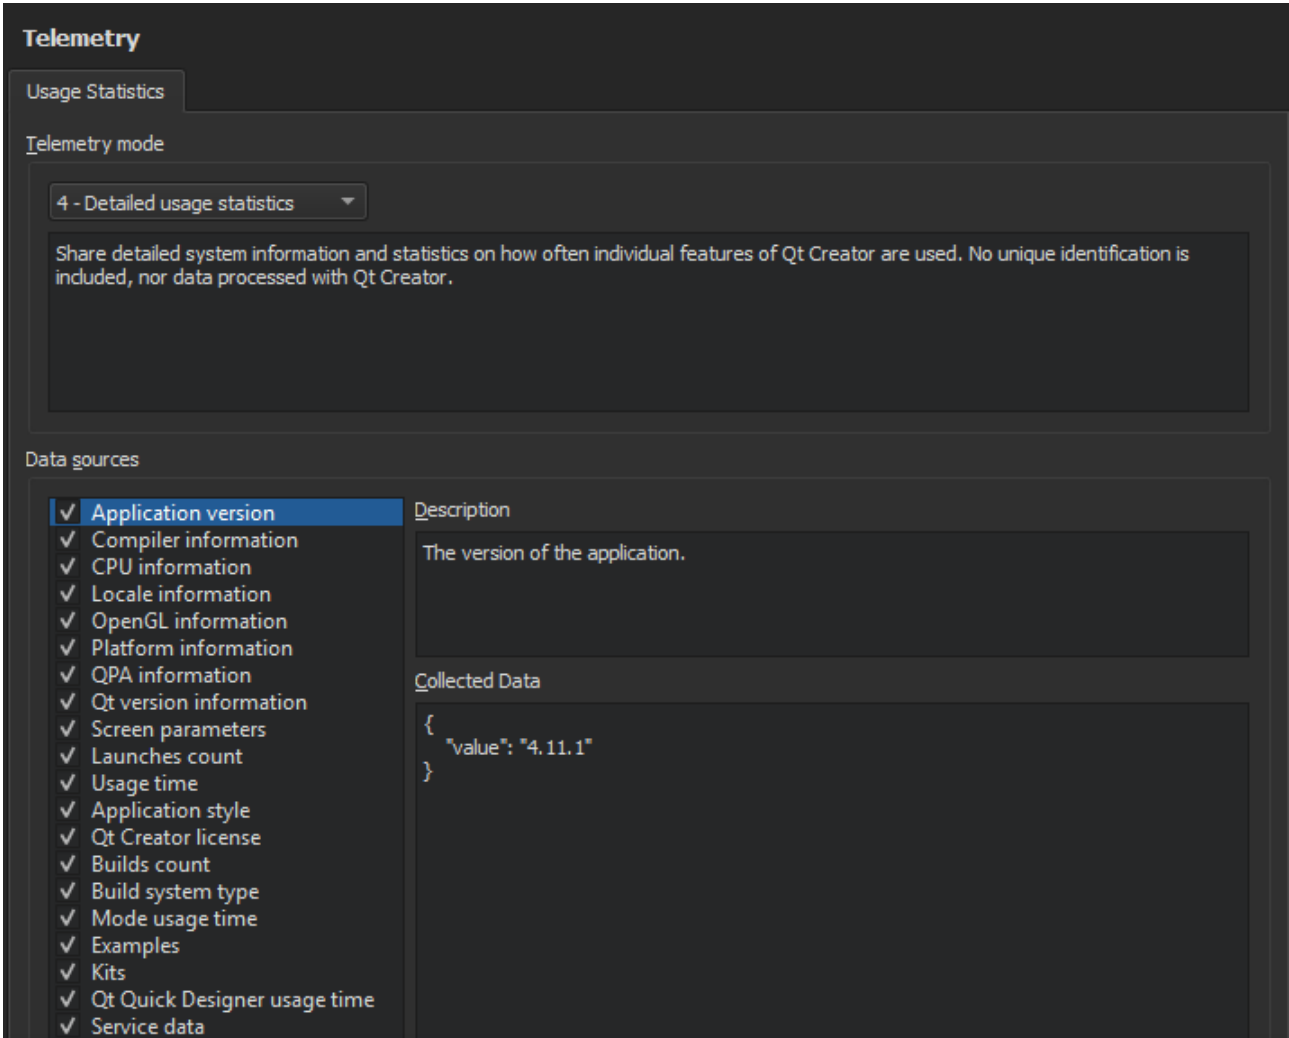 Telemetry
Usage Statistics
Telemetry mode
4 - Detailed usage statistics
Share detailed system information and statistics on how often individual features of Qt Creator are used. No unique identification is
included, nor data processed with Qt Creator.
Data sources
Application version
Compiler information
CPU information
Locale information
OpenGL information
Platform information
QPA information
Qt version information
Screen parameters
Launches count
Usage time
Application style
Qt Creator license
Builds count
Build system type
Mode usage time
Examples
Kits
Qt Quick Designer usage time
Service data
Description
The version of the application.
Collected Data
{
"value": "4.11.1"
}